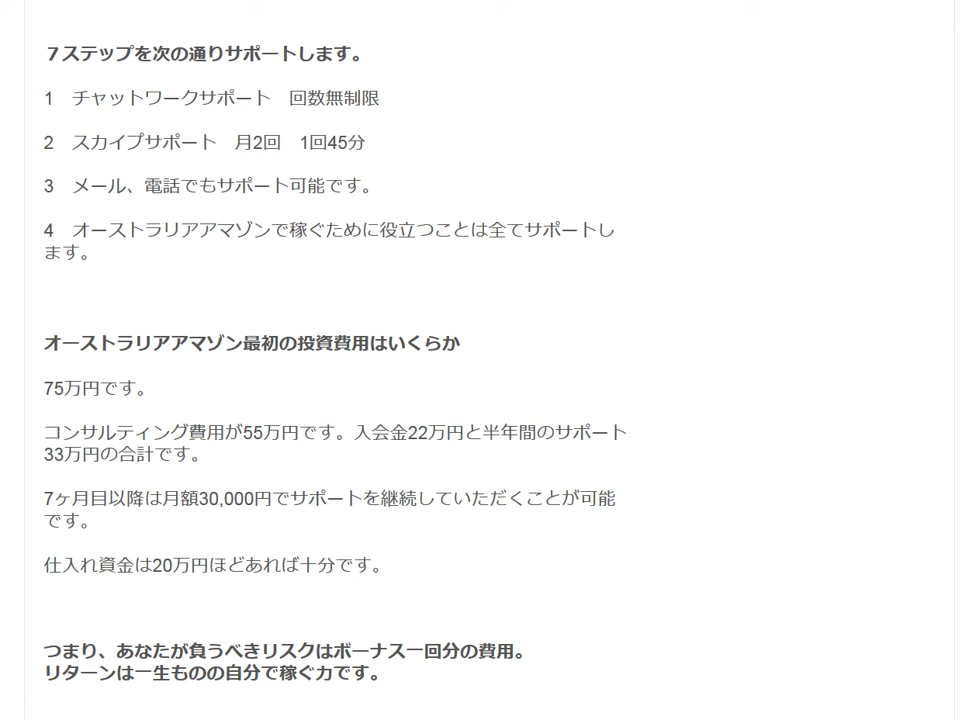 ７ステップを次の通りサポートします。
1　チャットワークサポート　回数無制限
2　スカイプサポート　月2回　1回45分
3　メール、電話でもサポート可能です。
4　オーストラリアアマゾンで稼ぐために役立つことは全てサポートし
ます。
オーストラリアアマゾン最初の投資費用はいくらか
75万円です。
コンサルティング費用が55万円です。入会金22万円と半年間のサポート
33万円の合計です。
7ヶ月目以降は月額30,000円でサポートを継続していただくことが可能
です。
仕入れ資金は20万円ほどあれば十分です。
つまり、あなたが負うべきリスクはボーナス一回分の費用。
リターンは一生ものの自分で稼ぐ力です。